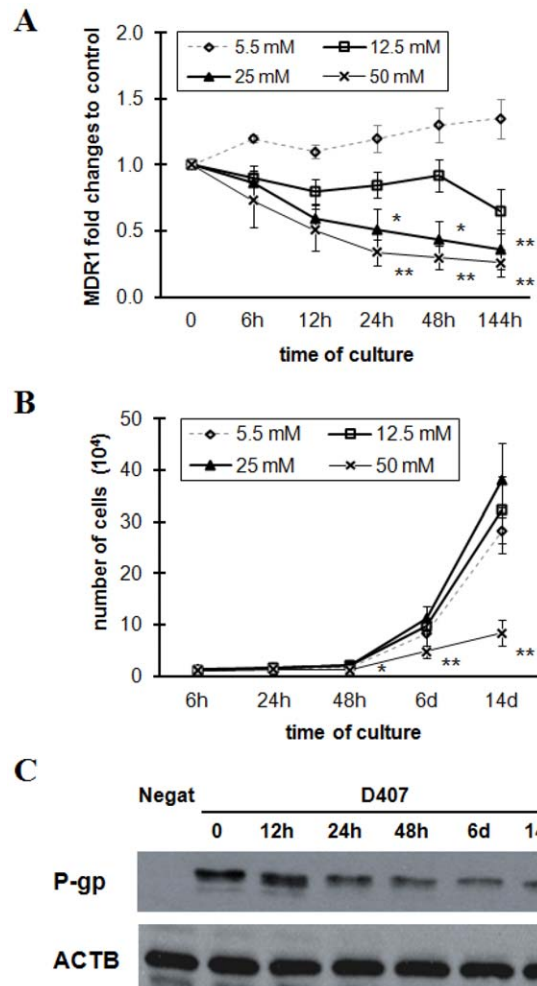 A
2.0
5.5 mM 12.5 mM
25 mM 50 mM
1.5
1.0
0.5
0.0
MDR1 fold changes to control
* * **
** ** **
0 6h 12h 24h 48h 144h
time of culture
B
50
5.5 mM 12.5 mM
25 mM 50 mM
40
30
20
10
0
number of cells (10⁴)
* ** **
6h 24h 48h 6d 14d
time of culture
C
Negat D407
0 12h 24h 48h 6d
P-gp
ACTB